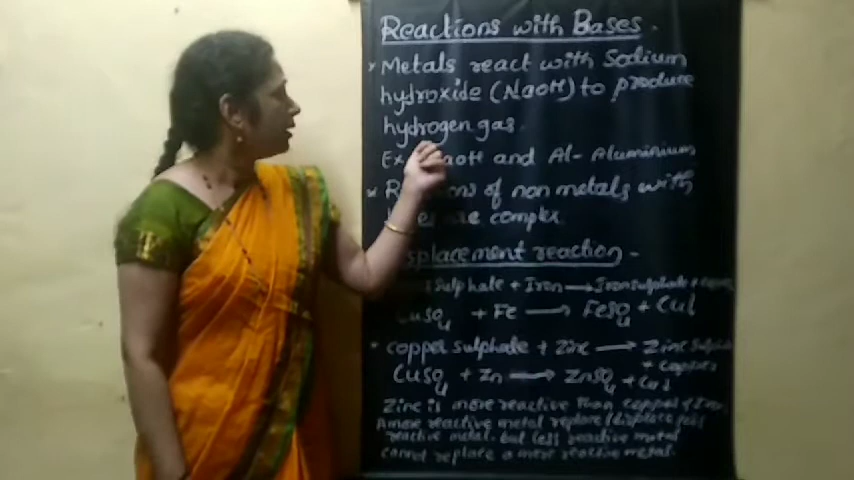 Reactions with Bases.
* Metals react with Sodium
hydroxide (NaOH) to produce
hydrogen gas.
Ex NaOH and Al- Aluminium
* of non metals with
are complex.
splacement reaction -
Sulphate + Iron → Iron sulphate +
CuSO4 + Fe → FeSO4 + Cu
* copper sulphate + Zinc → Zinc Sulphate
+ copper
CuSO4 + Zn → ZnSO4 + Cu
Zinc is more reactive than copper & Iron
A more reactive metal replace/displace
reactive metal. but less reactive metal
cannot replace a more reactive metal.